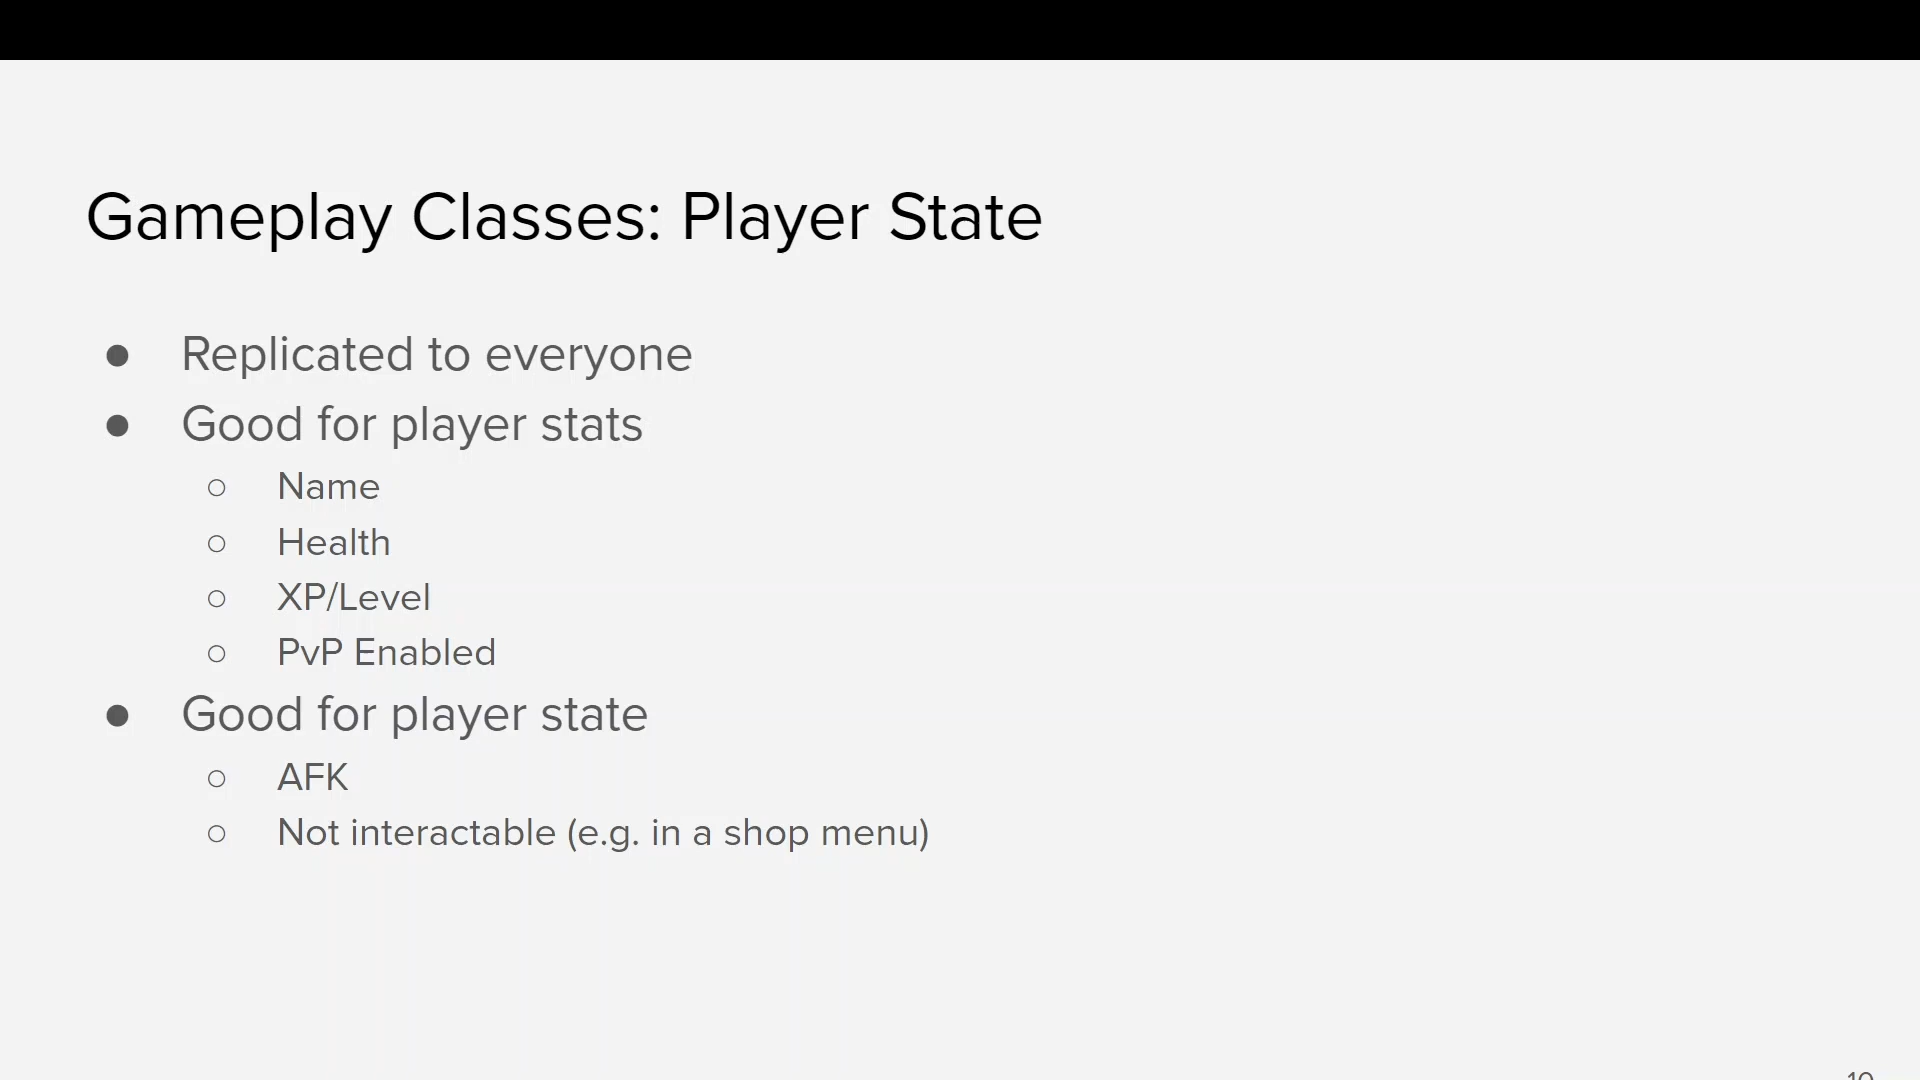 Gameplay Classes: Player State
● Replicated to everyone
● Good for player stats
○ Name
○ Health
○ XP/Level
○ PvP Enabled
● Good for player state
○ AFK
○ Not interactable (e.g. in a shop menu)